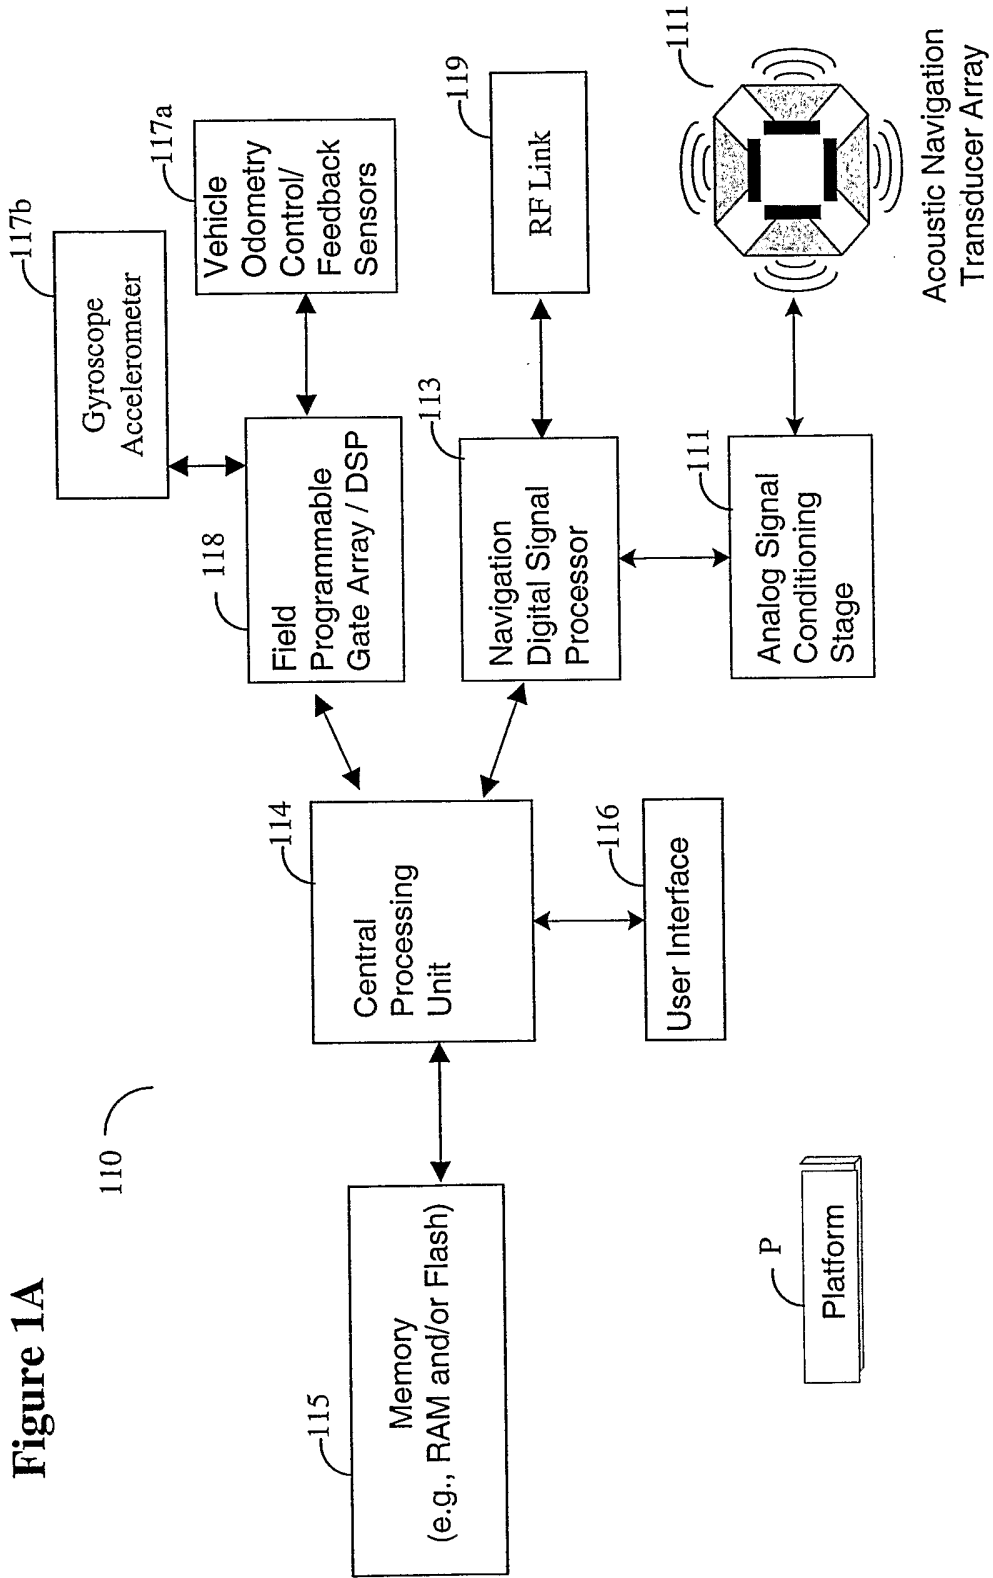 Figure 1A
110
115
Memory
(e.g., RAM and/or Flash)
114
Central
Processing
Unit
116
User Interface
P
Platform
118
Field
Programmable
Gate Array / DSP
117b
Gyroscope
Accelerometer
117a
Vehicle
Odometry
Control/
Feedback
Sensors
113
Navigation
Digital Signal
Processor
119
RF Link
111
Analog Signal
Conditioning
Stage
111
Acoustic Navigation
Transducer Array